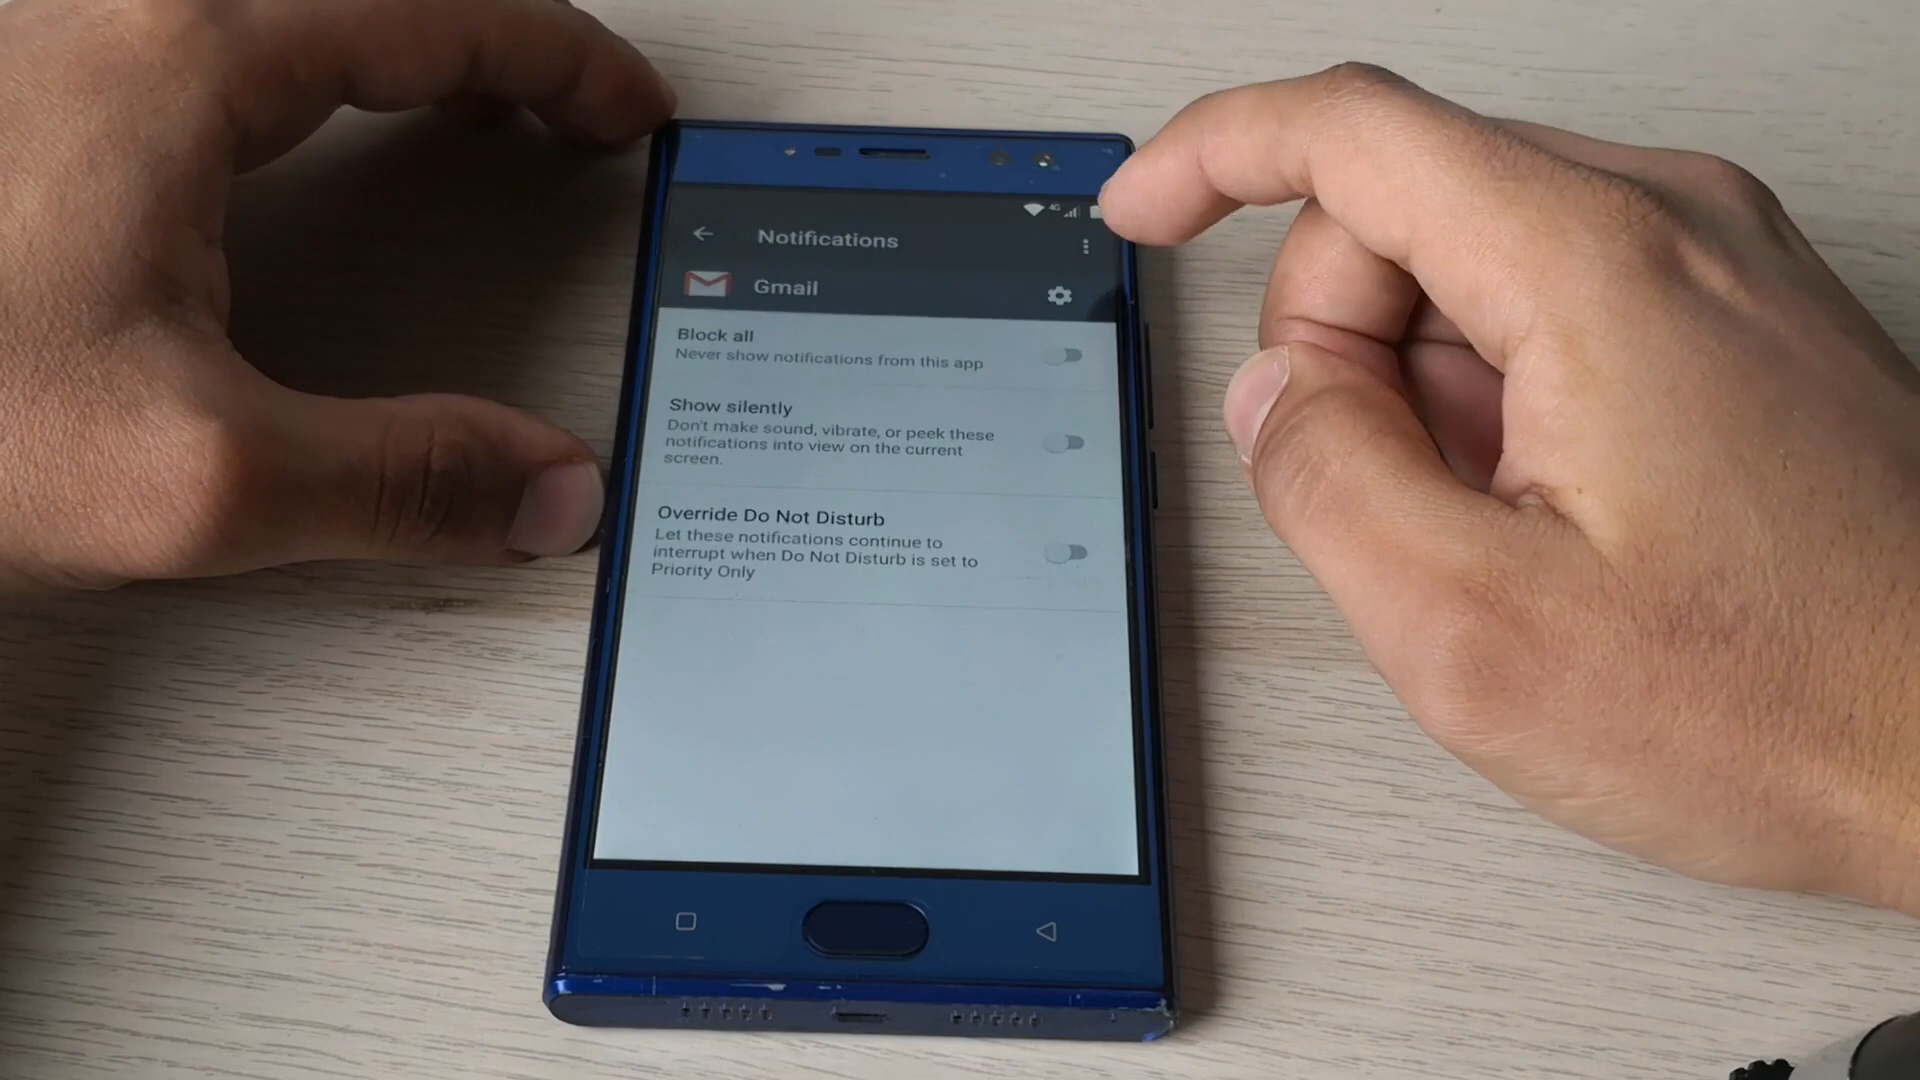 4G
Notifications
Gmail
Block all
Never show notifications from this app
Show silently
Don't make sound, vibrate, or peek these
notifications into view on the current
screen.
Override Do Not Disturb
Let these notifications continue to
interrupt when Do Not Disturb is set to
Priority Only